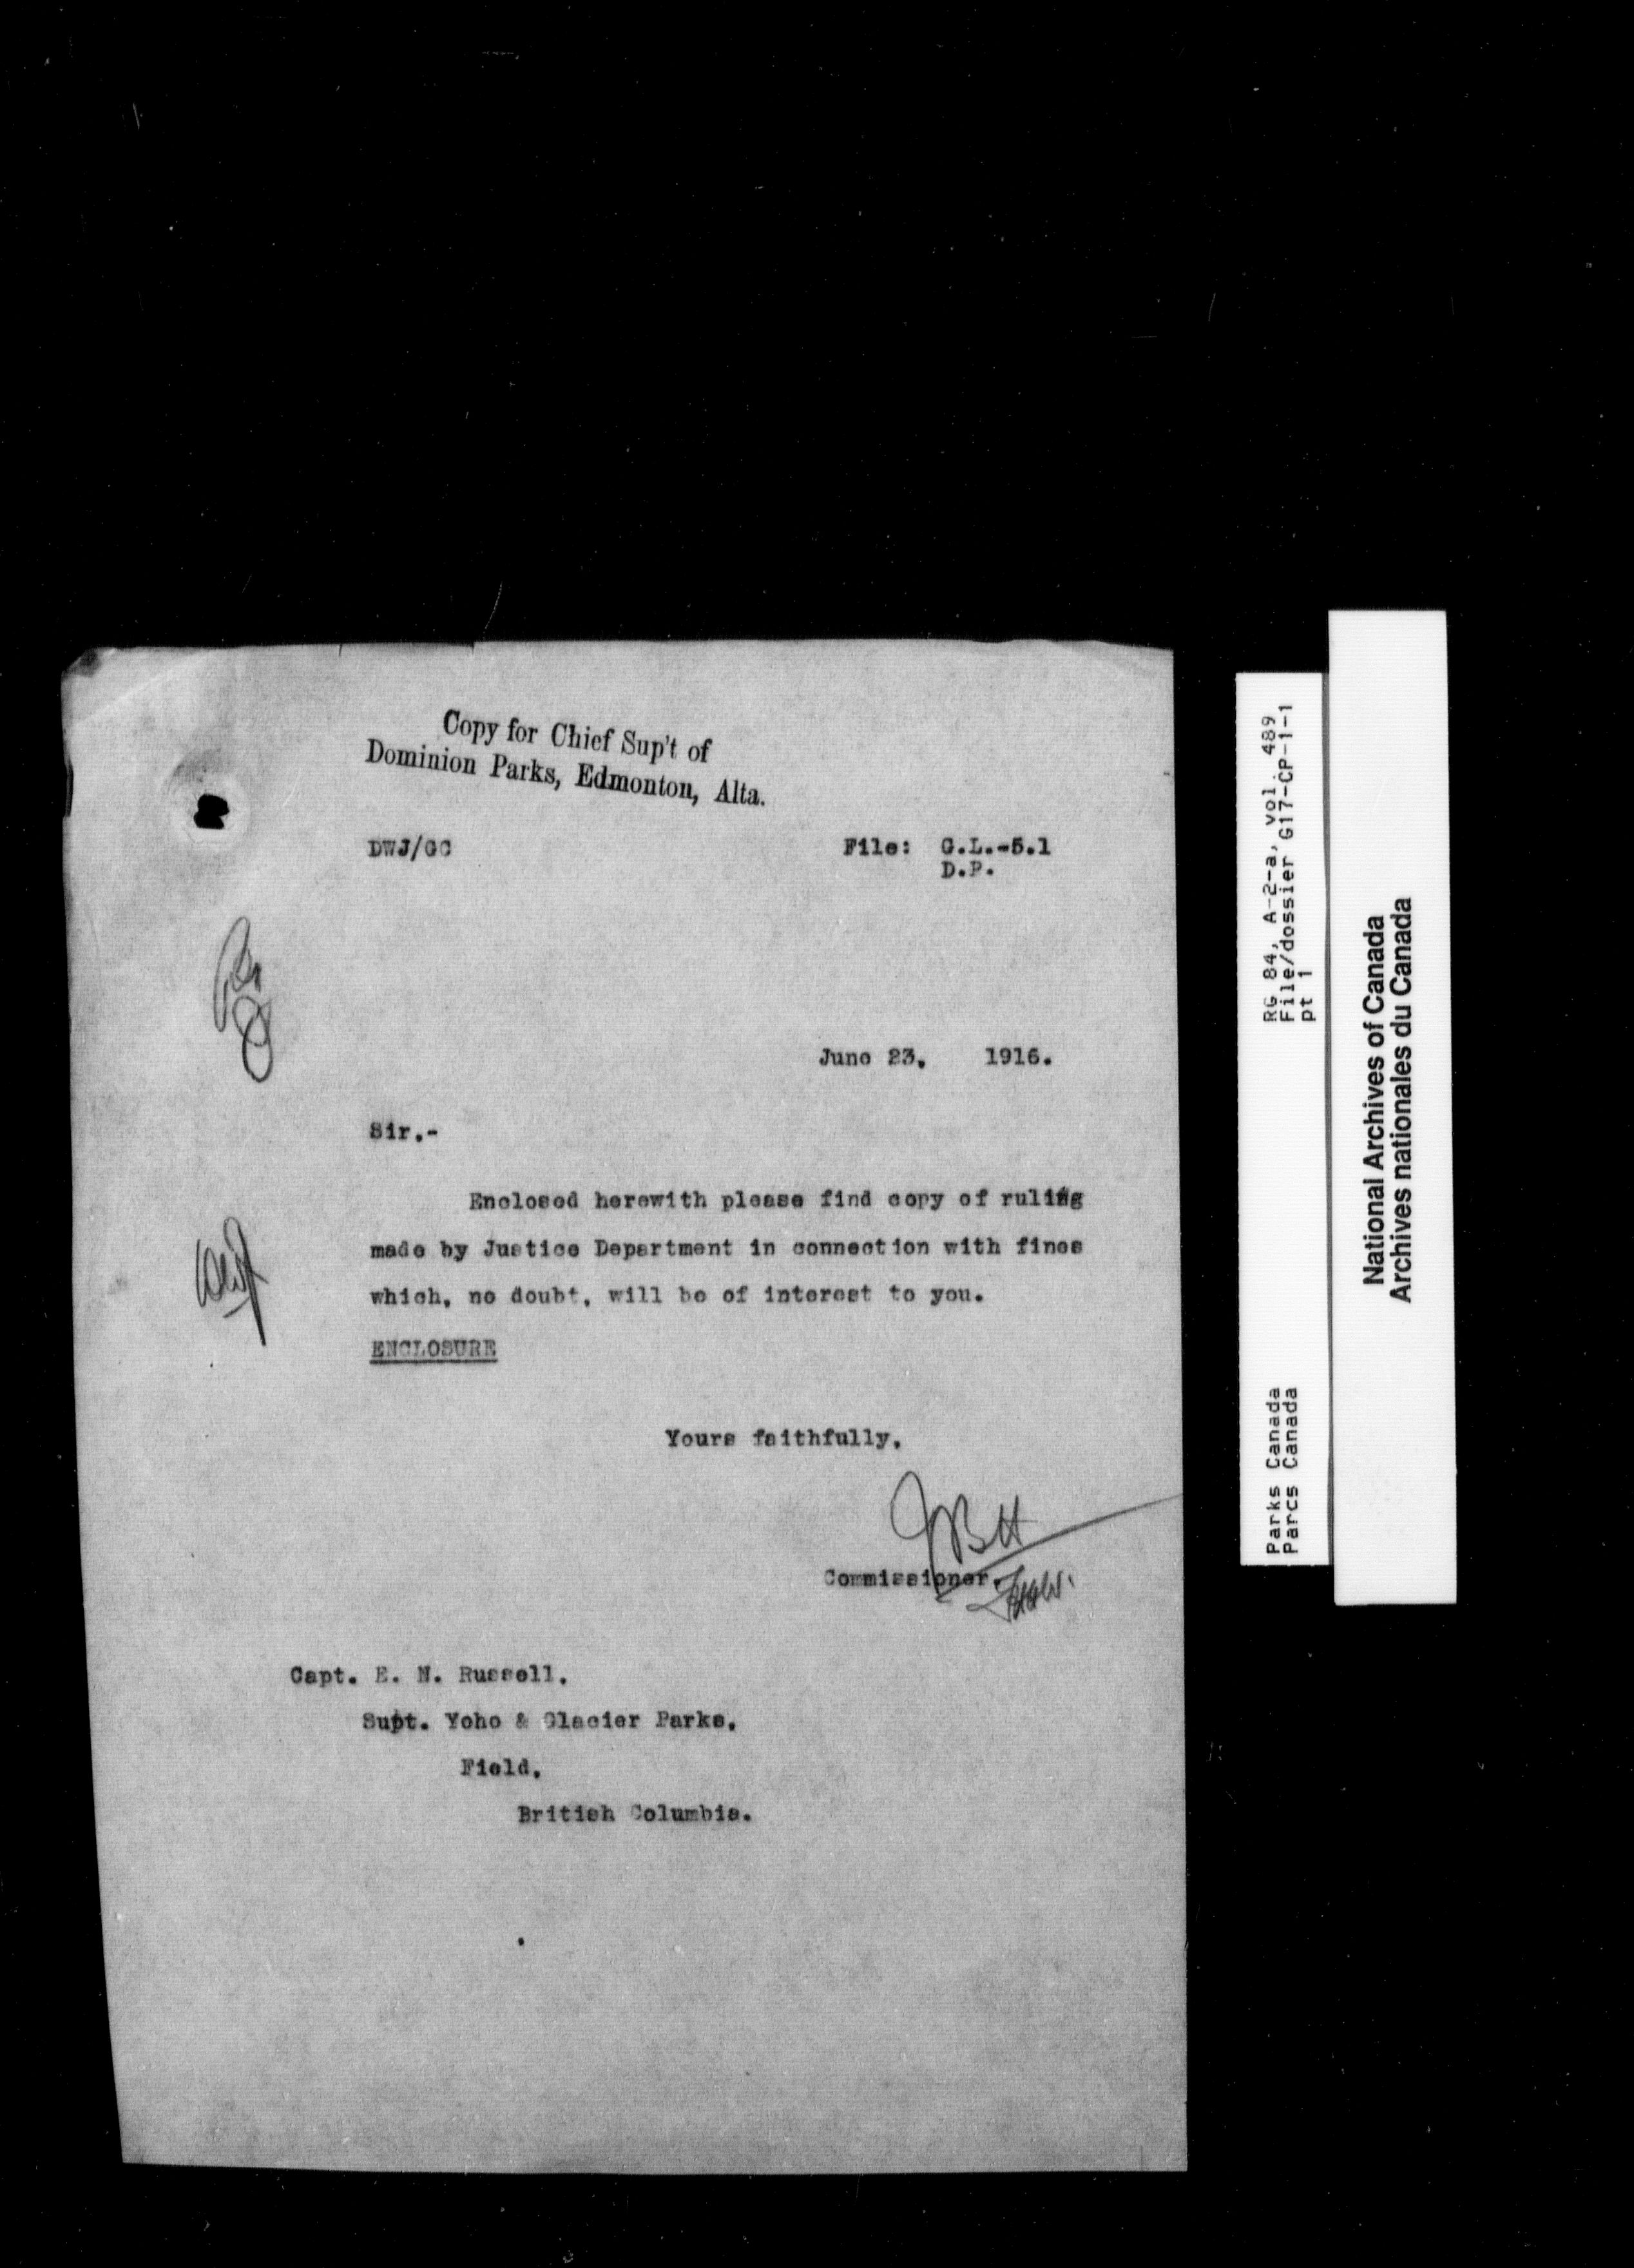 Copy for Chief Sup't of
Dominion Parks, Edmonton, Alta.
DWJ/GC
File: G.L.-5.1
D.P.
June 23, 1916.
Sir,-
Enclosed herewith please find copy of ruling
made by Justice Department in connection with fines
which, no doubt, will be of interest to you.
ENCLOSURE
Yours faithfully,
JBH
Commissioner.
Capt. E. N. Russell,
Supt. Yoho & Glacier Parks,
Field,
British Columbia.
RG 84, A-2-a, vol. 489
File/dossier G17-CP-1-1
pt 1
Parks Canada
Parcs Canada
National Archives of Canada
Archives nationales du Canada